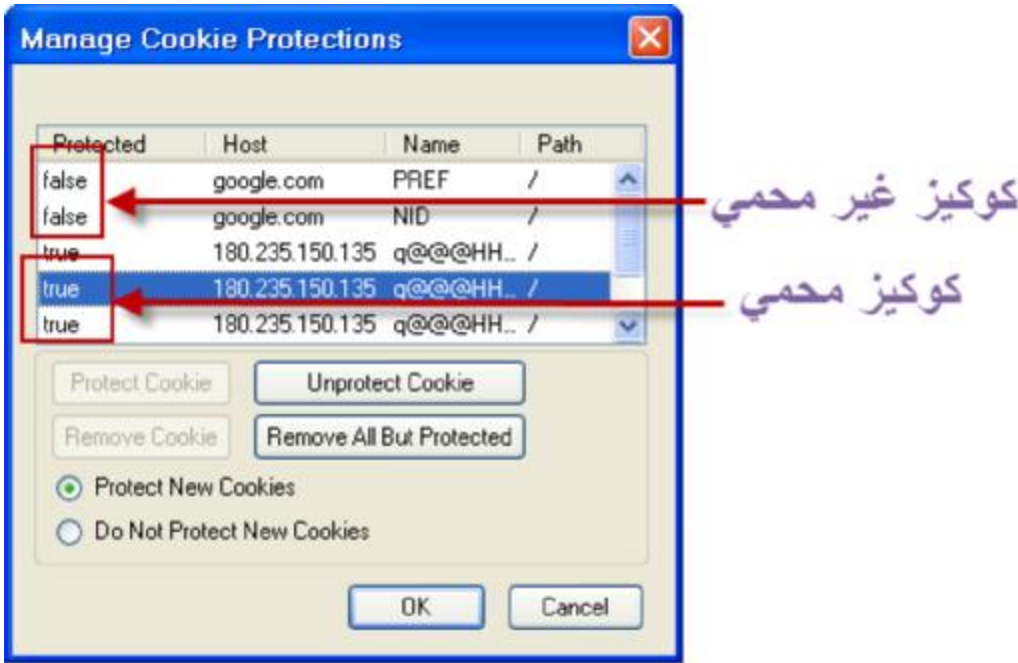 Manage Cookie Protections
Protected Host Name Path
false google.com PREF /
false google.com NID /
كوكيز غير محمي
true 180.235.150.135 q@@@HH... /
true 180.235.150.135 q@@@HH... /
كوكيز محمي
true 180.235.150.135 q@@@HH... /
Protect Cookie Unprotect Cookie
Remove Cookie Remove All But Protected
Protect New Cookies
Do Not Protect New Cookies
OK Cancel